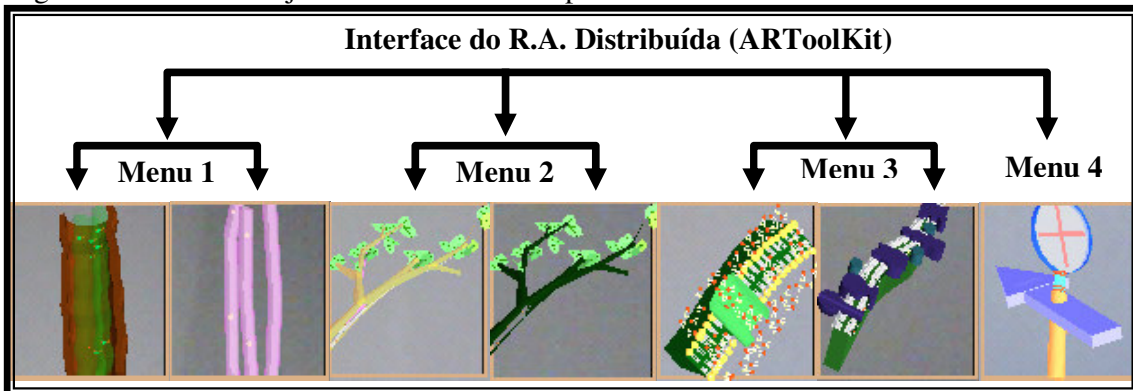 Interface do R.A. Distribuída (ARToolKit)
Menu 1
Menu 2
Menu 3
Menu 4